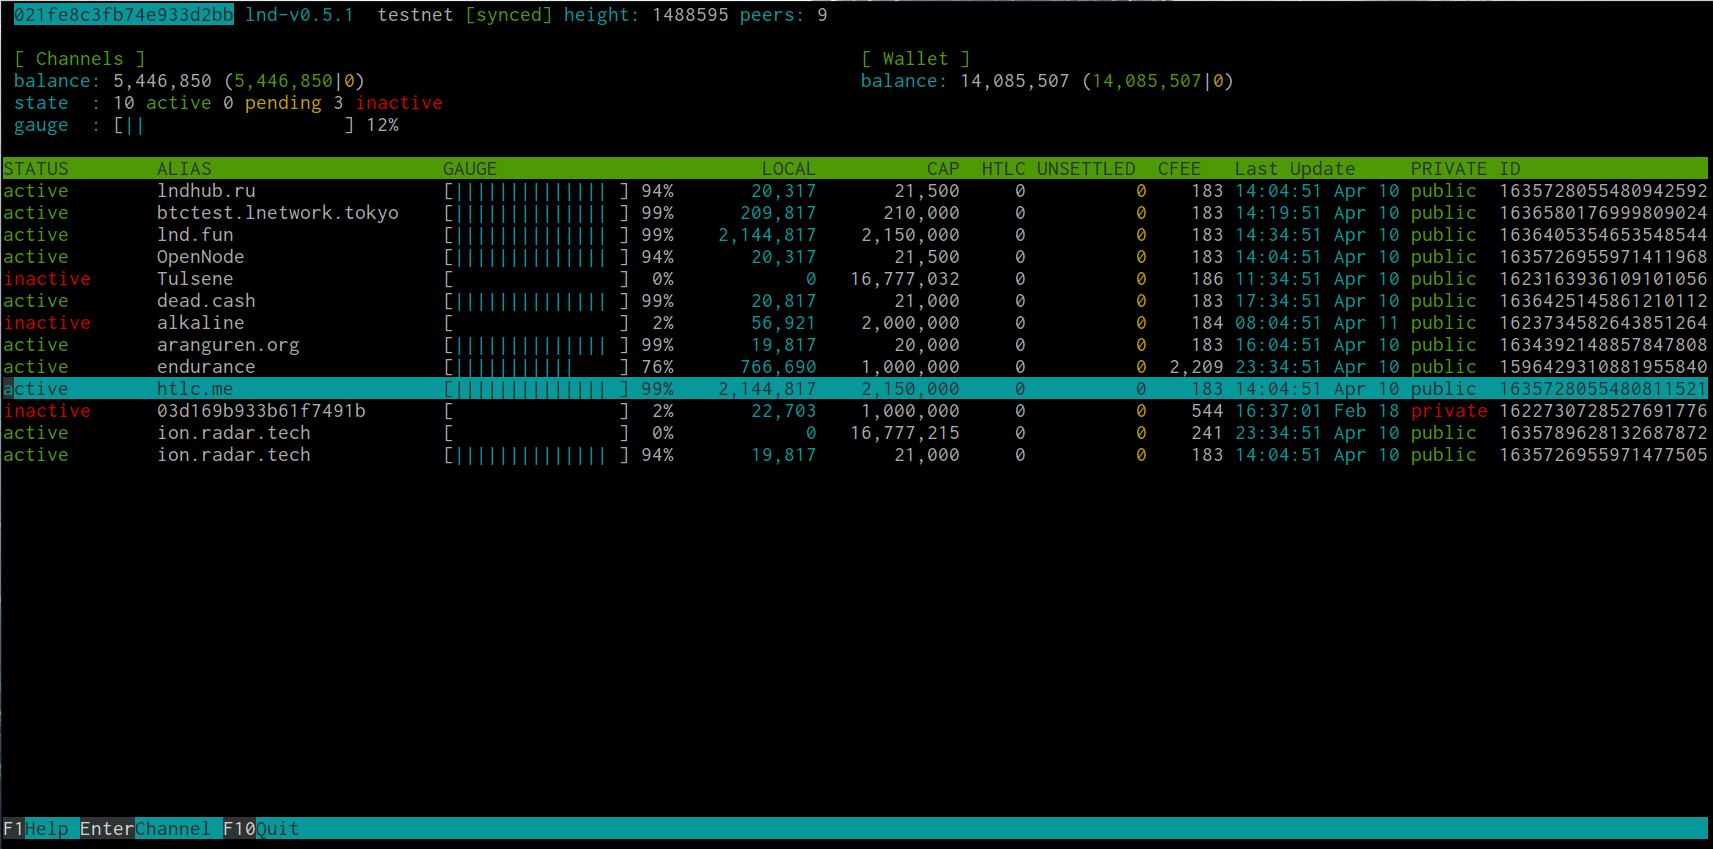 021fe8c3fb74e933d2bb lnd-v0.5.1 testnet [synced] height: 1488595 peers: 9
[ Channels ] [ Wallet ]
balance: 5,446,850 (5,446,850|0) balance: 14,085,507 (14,085,507|0)
state : 10 active 0 pending 3 inactive
gauge : [|| ] 12%
STATUS ALIAS GAUGE LOCAL CAP HTLC UNSETTLED CFEE Last Update PRIVATE ID
active lndhub.ru [|||||||||||||| ] 94% 20,317 21,500 0 0 183 14:04:51 Apr 10 public 1635728055480942592
active btctest.lnetwork.tokyo [|||||||||||||| ] 99% 209,817 210,000 0 0 183 14:19:51 Apr 10 public 1636580176999809024
active lnd.fun [|||||||||||||| ] 99% 2,144,817 2,150,000 0 0 183 14:34:51 Apr 10 public 1636405354653548544
active OpenNode [|||||||||||||| ] 94% 20,317 21,500 0 0 183 14:04:51 Apr 10 public 1635726955971411968
inactive Tulsene [ ] 0% 0 16,777,032 0 0 186 11:34:51 Apr 10 public 1623163936109101056
active dead.cash [|||||||||||||| ] 99% 20,817 21,000 0 0 183 17:34:51 Apr 10 public 1636425145861210112
inactive alkaline [ ] 2% 56,921 2,000,000 0 0 184 08:04:51 Apr 11 public 1623734582643851264
active aranguren.org [|||||||||||||| ] 99% 19,817 20,000 0 0 183 16:04:51 Apr 10 public 1634392148857847808
active endurance [||||||||||| ] 76% 766,690 1,000,000 0 0 2,209 23:34:51 Apr 10 public 1596429310881955840
active htlc.me [|||||||||||||| ] 99% 2,144,817 2,150,000 0 0 183 14:04:51 Apr 10 public 1635728055480811521
inactive 03d169b933b61f7491b [ ] 2% 22,703 1,000,000 0 0 544 16:37:01 Feb 18 private 1622730728527691776
active ion.radar.tech [ ] 0% 0 16,777,215 0 0 241 23:34:51 Apr 10 public 1635789628132687872
active ion.radar.tech [|||||||||||||| ] 94% 19,817 21,000 0 0 183 14:04:51 Apr 10 public 1635726955971477505
F1Help EnterChannel F10Quit